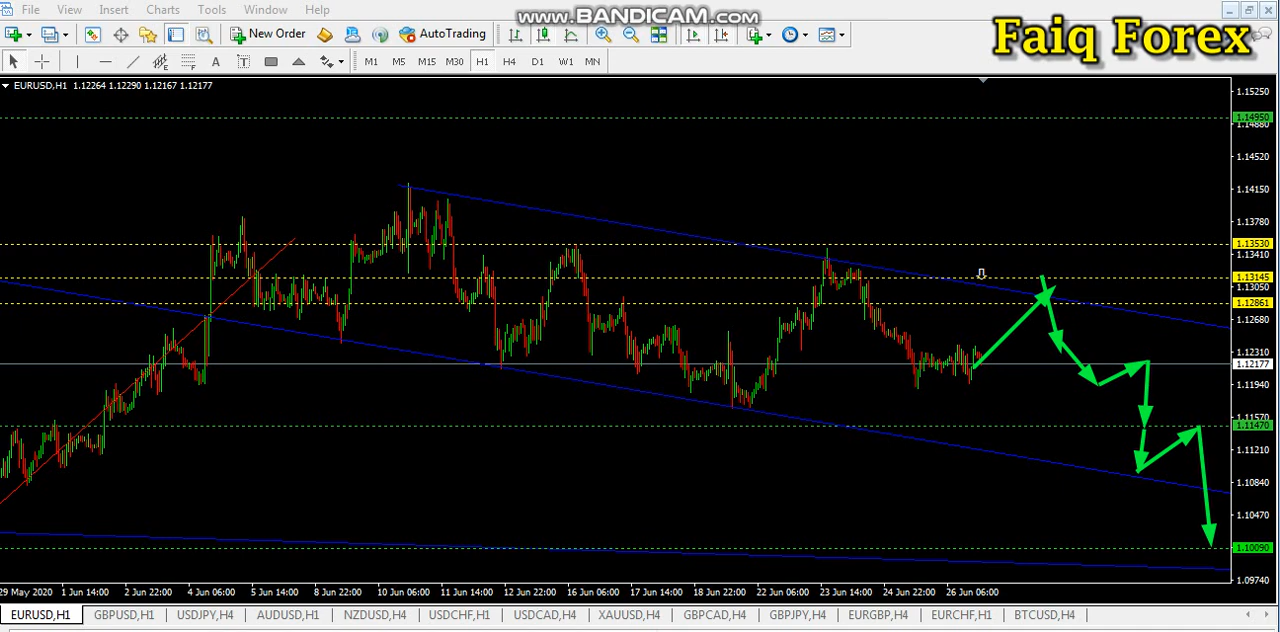 File View Insert Charts Tools Window Help
www.BANDICAM.com
Faiq Forex
New Order AutoTrading
A T M1 M5 M15 M30 H1 H4 D1 W1 MN
EURUSD,H1 1.12264 1.12290 1.12167 1.12177
1.15250
1.14950
1.14880
1.14520
1.14150
1.13780
1.13530
1.13410
1.13145
1.13050
1.12861
1.12680
1.12310
1.12177
1.11940
1.11570
1.11470
1.11210
1.10840
1.10470
1.10090
1.09740
29 May 2020 1 Jun 14:00 2 Jun 22:00 4 Jun 06:00 5 Jun 14:00 8 Jun 22:00 10 Jun 06:00 11 Jun 14:00 12 Jun 22:00 16 Jun 06:00 17 Jun 14:00 18 Jun 22:00 22 Jun 06:00 23 Jun 14:00 24 Jun 22:00 26 Jun 06:00
EURUSD,H1 GBPUSD,H1 USDJPY,H4 AUDUSD,H1 NZDUSD,H4 USDCHF,H1 USDCAD,H4 XAUUSD,H4 GBPCAD,H4 GBPJPY,H4 EURGBP,H4 EURCHF,H1 BTCUSD,H4